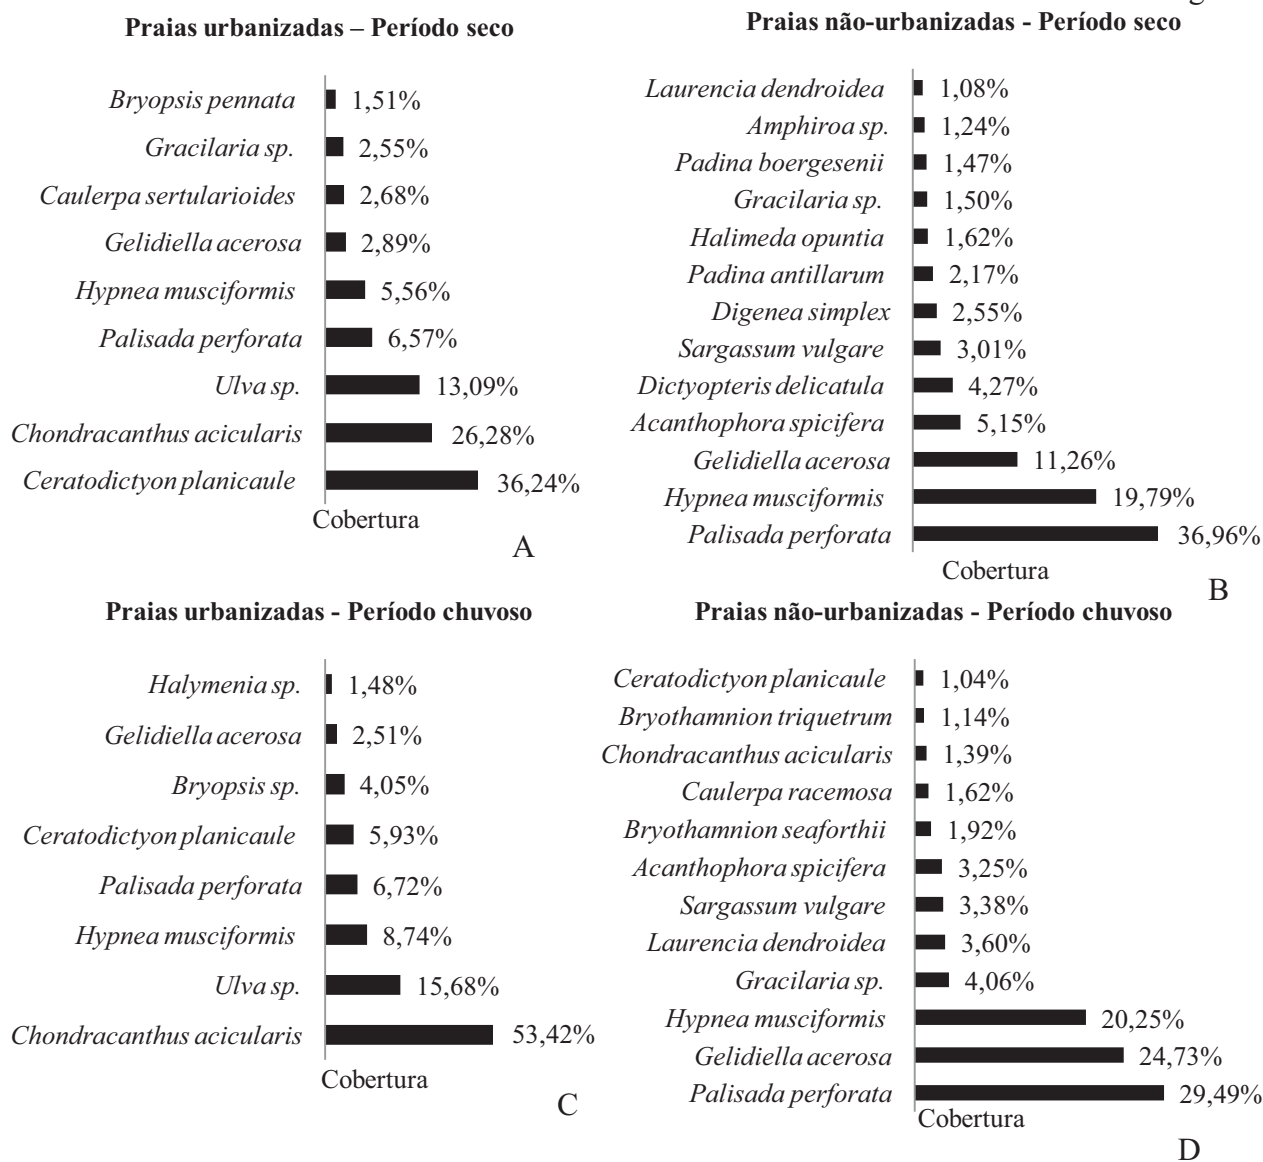 Praias urbanizadas – Período seco
Bryopsis pennata 1,51%
Gracilaria sp. 2,55%
Caulerpa sertularioides 2,68%
Gelidiella acerosa 2,89%
Hypnea musciformis 5,56%
Palisada perforata 6,57%
Ulva sp. 13,09%
Chondracanthus acicularis 26,28%
Ceratodictyon planicaule 36,24%
Cobertura
A
Praias não-urbanizadas - Período seco
Laurencia dendroidea 1,08%
Amphiroa sp. 1,24%
Padina boergesenii 1,47%
Gracilaria sp. 1,50%
Halimeda opuntia 1,62%
Padina antillarum 2,17%
Digenea simplex 2,55%
Sargassum vulgare 3,01%
Dictyopteris delicatula 4,27%
Acanthophora spicifera 5,15%
Gelidiella acerosa 11,26%
Hypnea musciformis 19,79%
Palisada perforata 36,96%
Cobertura
B
Praias urbanizadas - Período chuvoso
Halymenia sp. 1,48%
Gelidiella acerosa 2,51%
Bryopsis sp. 4,05%
Ceratodictyon planicaule 5,93%
Palisada perforata 6,72%
Hypnea musciformis 8,74%
Ulva sp. 15,68%
Chondracanthus acicularis 53,42%
Cobertura
C
Praias não-urbanizadas - Período chuvoso
Ceratodictyon planicaule 1,04%
Bryothamnion triquetrum 1,14%
Chondracanthus acicularis 1,39%
Caulerpa racemosa 1,62%
Bryothamnion seaforthii 1,92%
Acanthophora spicifera 3,25%
Sargassum vulgare 3,38%
Laurencia dendroidea 3,60%
Gracilaria sp. 4,06%
Hypnea musciformis 20,25%
Gelidiella acerosa 24,73%
Palisada perforata 29,49%
Cobertura
D